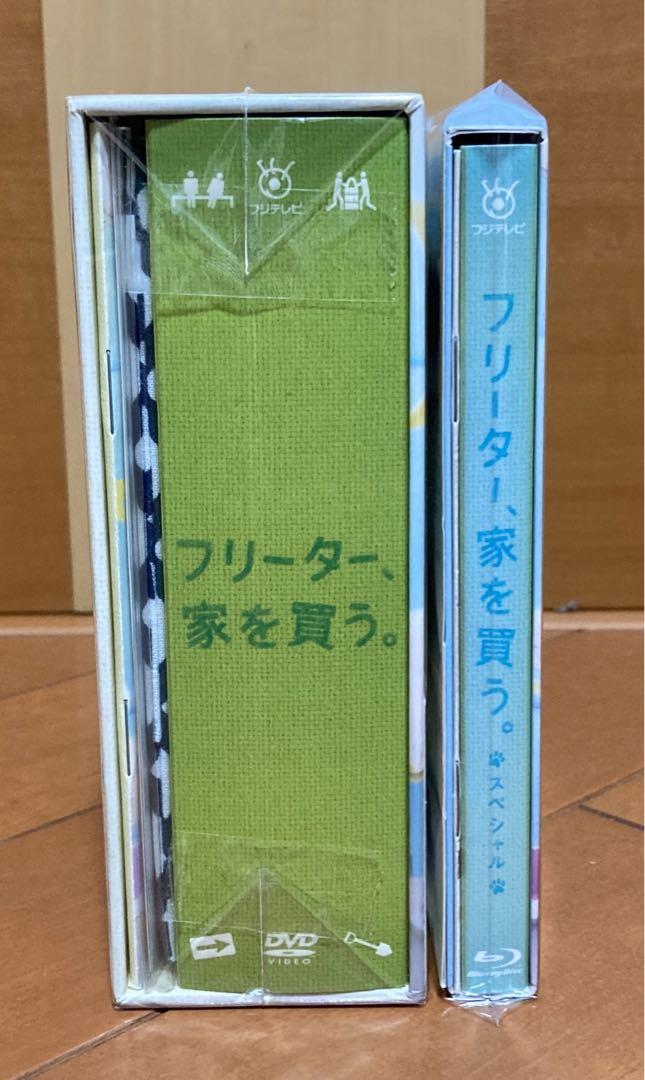 フジテレビ
フリーター、
家を買う。
DVD
VIDEO
フジテレビ
フリーター、家を買う。
スペシャル
Blu-ray Disc